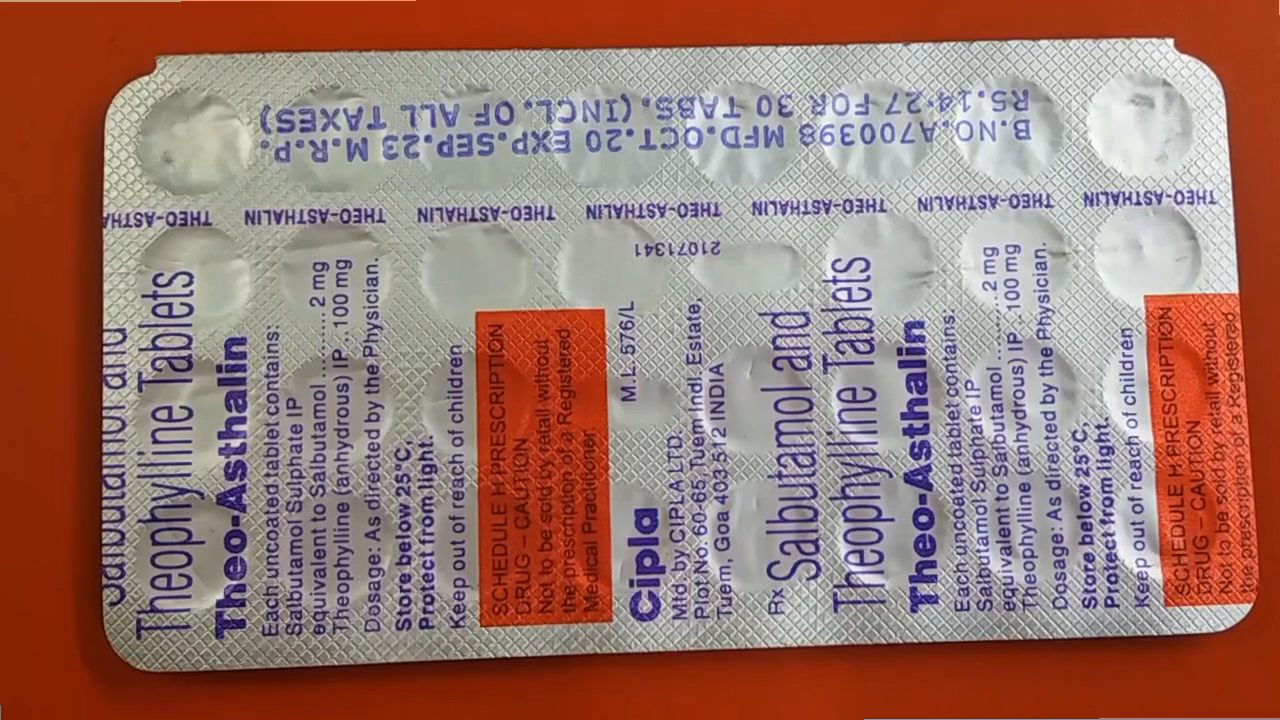 B.NO.A700398 MFD.OCT.20 EXP.SEP.23 M.R.P.
RS.14.27 FOR 30 TABS. (INCL. OF ALL TAXES)
THEO-ASTHALIN THEO-ASTHALIN THEO-ASTHALIN THEO-ASTHALIN THEO-ASTHALIN THEO-ASTHALIN THEO-ASTHA
21071341
Salbutamol and
Theophylline Tablets
Theo-Asthalin
Each uncoated tablet contains:
Salbutamol Sulphate IP
equivalent to Salbutamol..........2 mg
Theophylline (anhydrous) IP ..100 mg
Dosage: As directed by the Physician.
Store below 25°C,
Protect from light.
Keep out of reach of children
SCHEDULE H PRESCRIPTION
DRUG – CAUTION
Not to be sold by retail without
the prescription of a Registered
Medical Practitioner.
Cipla M.L.576/L
Mfd. by CIPLA LTD.
Plot No. 60-65, Tuem Indl. Estate,
Tuem, Goa 403 512 INDIA
Rx Salbutamol and
Theophylline Tablets
Theo-Asthalin
Each uncoated tablet contains:
Salbutamol Sulphate IP
equivalent to Salbutamol..........2 mg
Theophylline (anhydrous) IP ..100 mg
Dosage: As directed by the Physician.
Store below 25°C,
Protect from light.
Keep out of reach of children
SCHEDULE H PRESCRIPTION
DRUG – CAUTION
Not to be sold by retail without
the prescription of a Registered